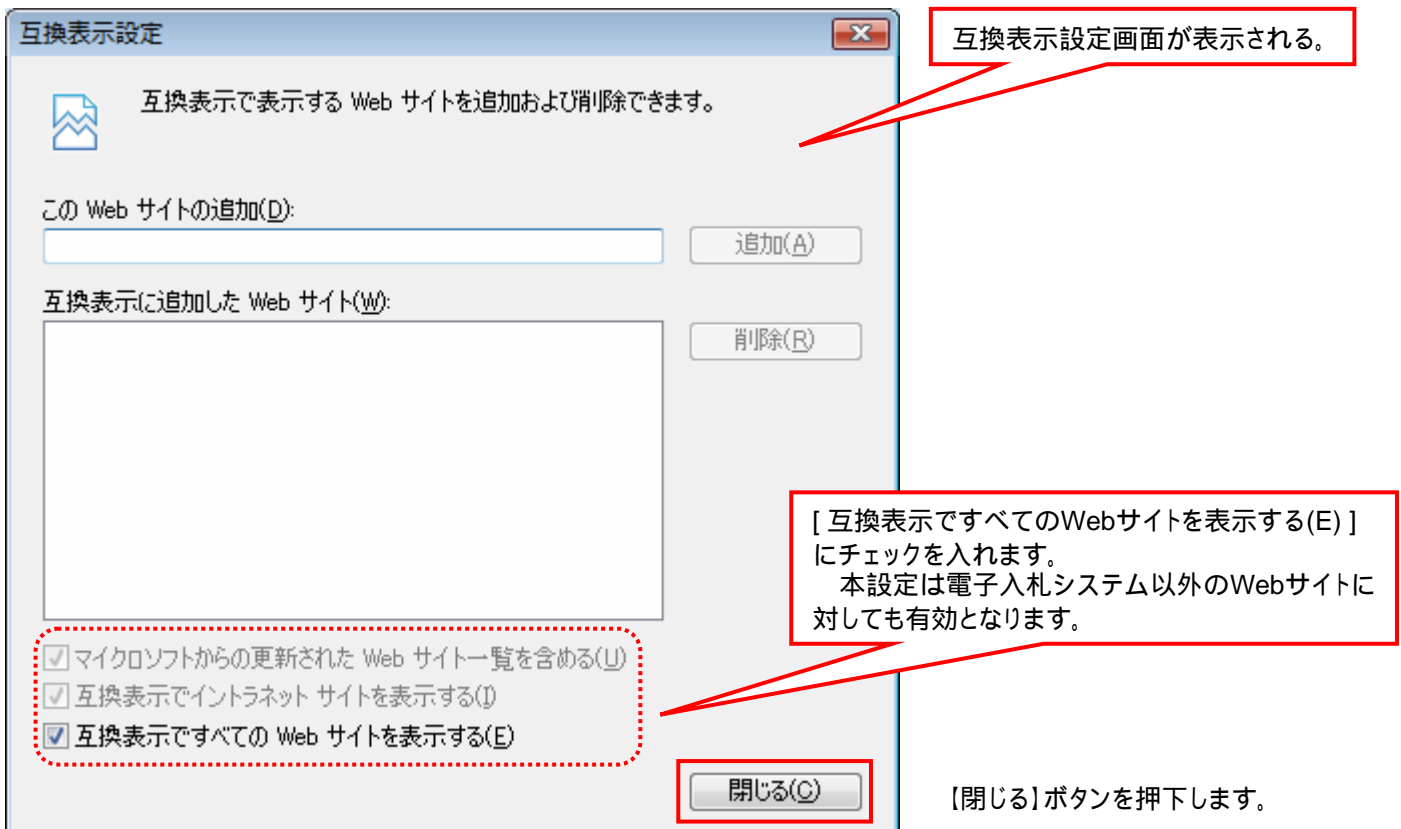 互換表示設定
互換表示設定画面が表示される。
互換表示で表示する Web サイトを追加および削除できます。
この Web サイトの追加(D):
追加(A)
互換表示に追加した Web サイト(W):
削除(R)
[ 互換表示ですべてのWebサイトを表示する(E) ]
にチェックを入れます。
本設定は電子入札システム以外のWebサイトに
対しても有効となります。
マイクロソフトからの更新された Web サイト一覧を含める(U)
互換表示でイントラネット サイトを表示する(I)
互換表示ですべての Web サイトを表示する(E)
閉じる(C)
【閉じる】ボタンを押下します。